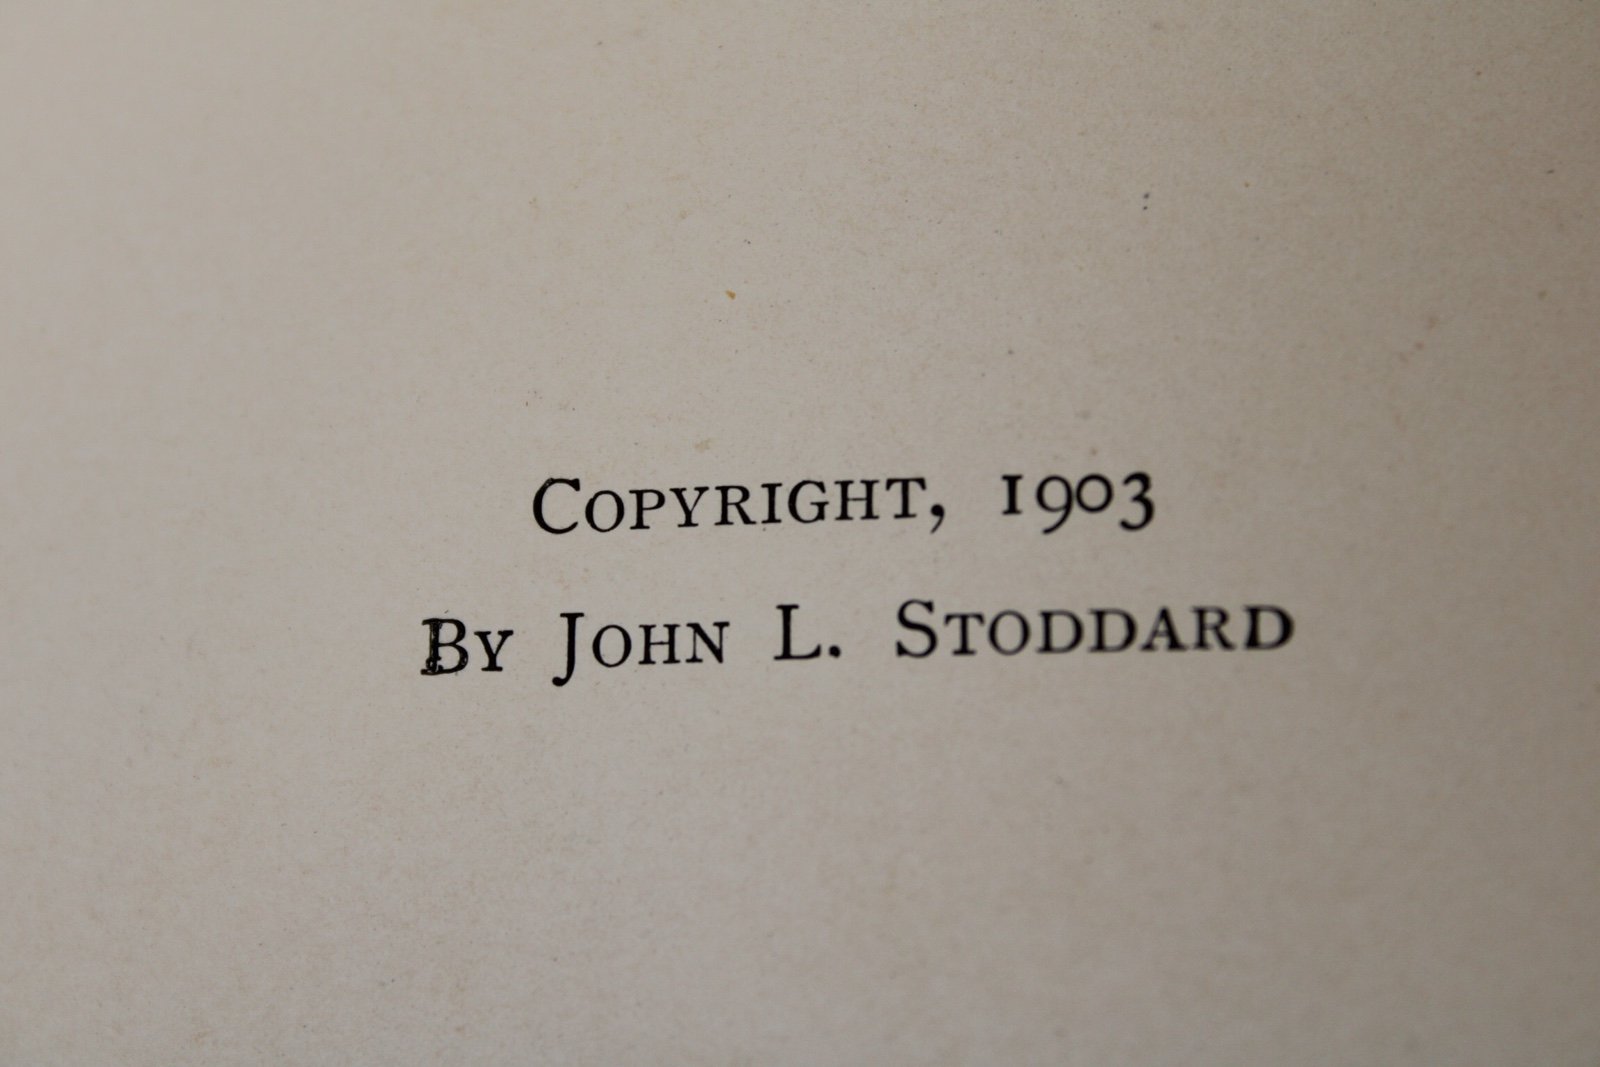 Copyright, 1903
By John L. Stoddard